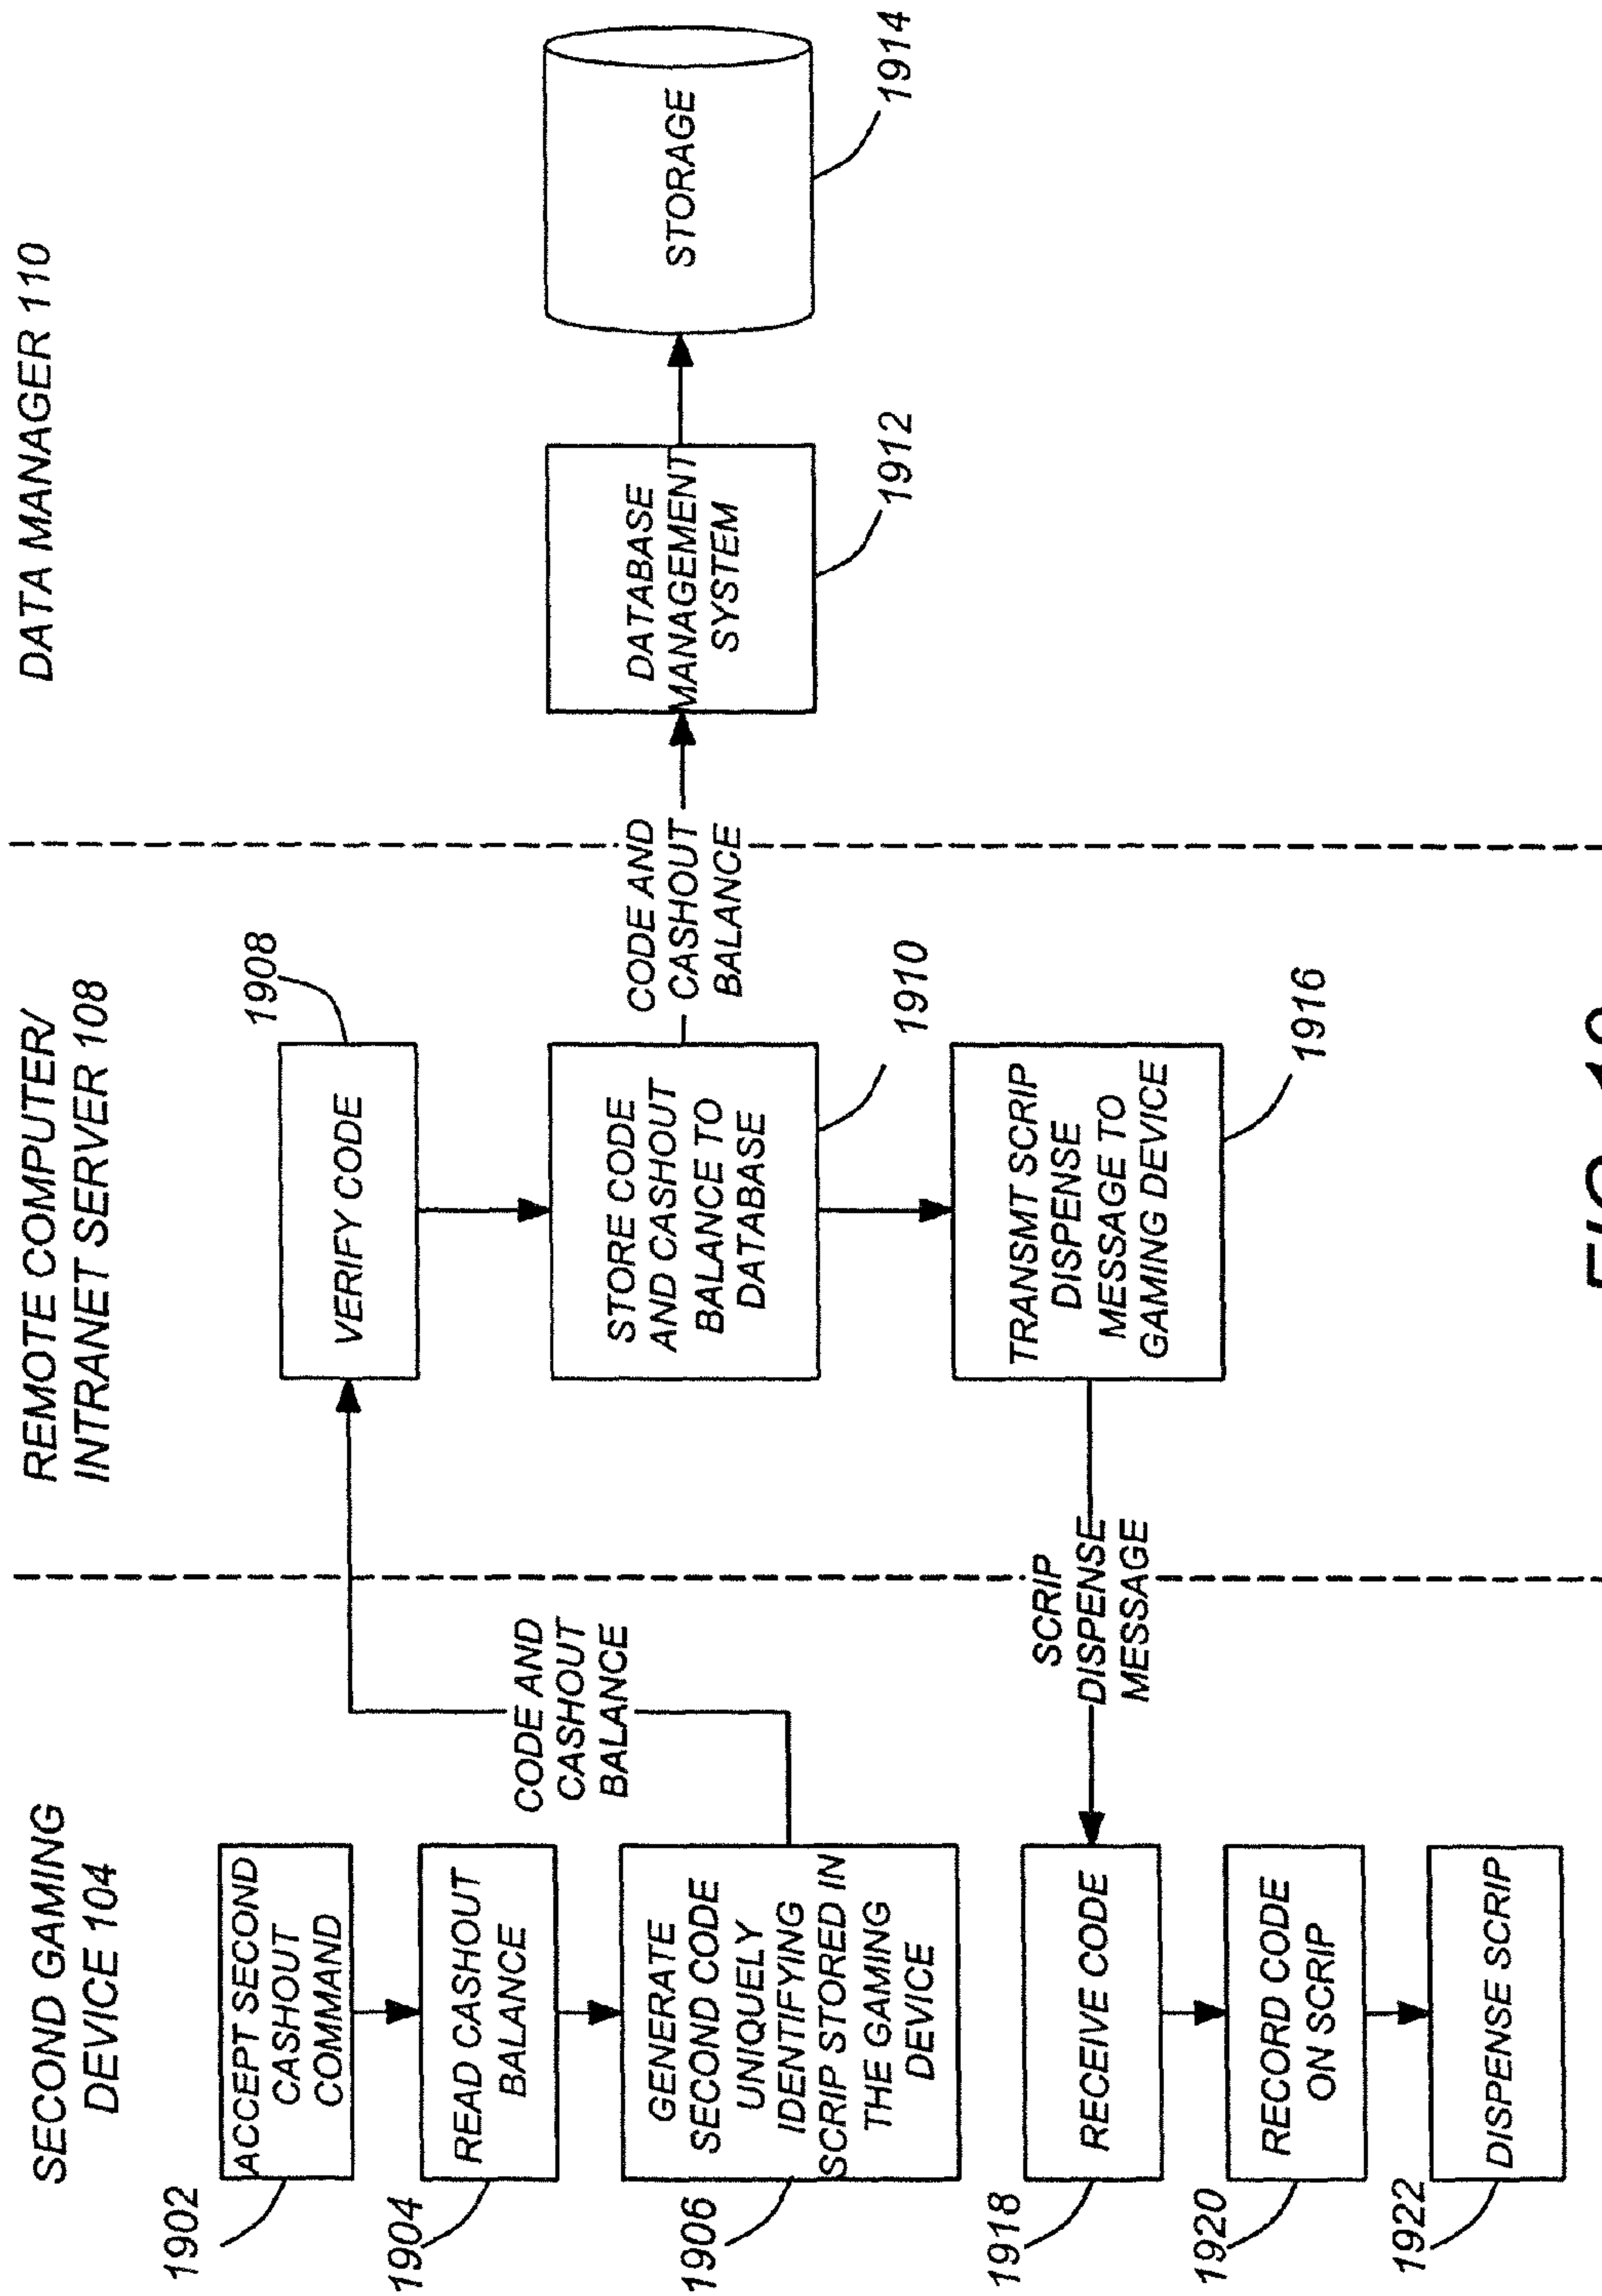 SECOND GAMING
DEVICE 104
REMOTE COMPUTER/
INTRANET SERVER 108
DATA MANAGER 110
1902
ACCEPT SECOND
CASHOUT
COMMAND
1904
READ CASHOUT
BALANCE
1906
GENERATE
SECOND CODE
UNIQUELY
IDENTIFYING
SCRIP STORED IN
THE GAMING
DEVICE
CODE AND
CASHOUT
BALANCE
1908
VERIFY CODE
STORE CODE
AND CASHOUT
BALANCE TO
DATABASE
1910
CODE AND
CASHOUT
BALANCE
DATABASE
MANAGEMENT
SYSTEM
1912
STORAGE
1914
TRANSMT SCRIP
DISPENSE
MESSAGE TO
GAMING DEVICE
1916
SCRIP
DISPENSE
MESSAGE
1918
RECEIVE CODE
1920
RECORD CODE
ON SCRIP
1922
DISPENSE SCRIP